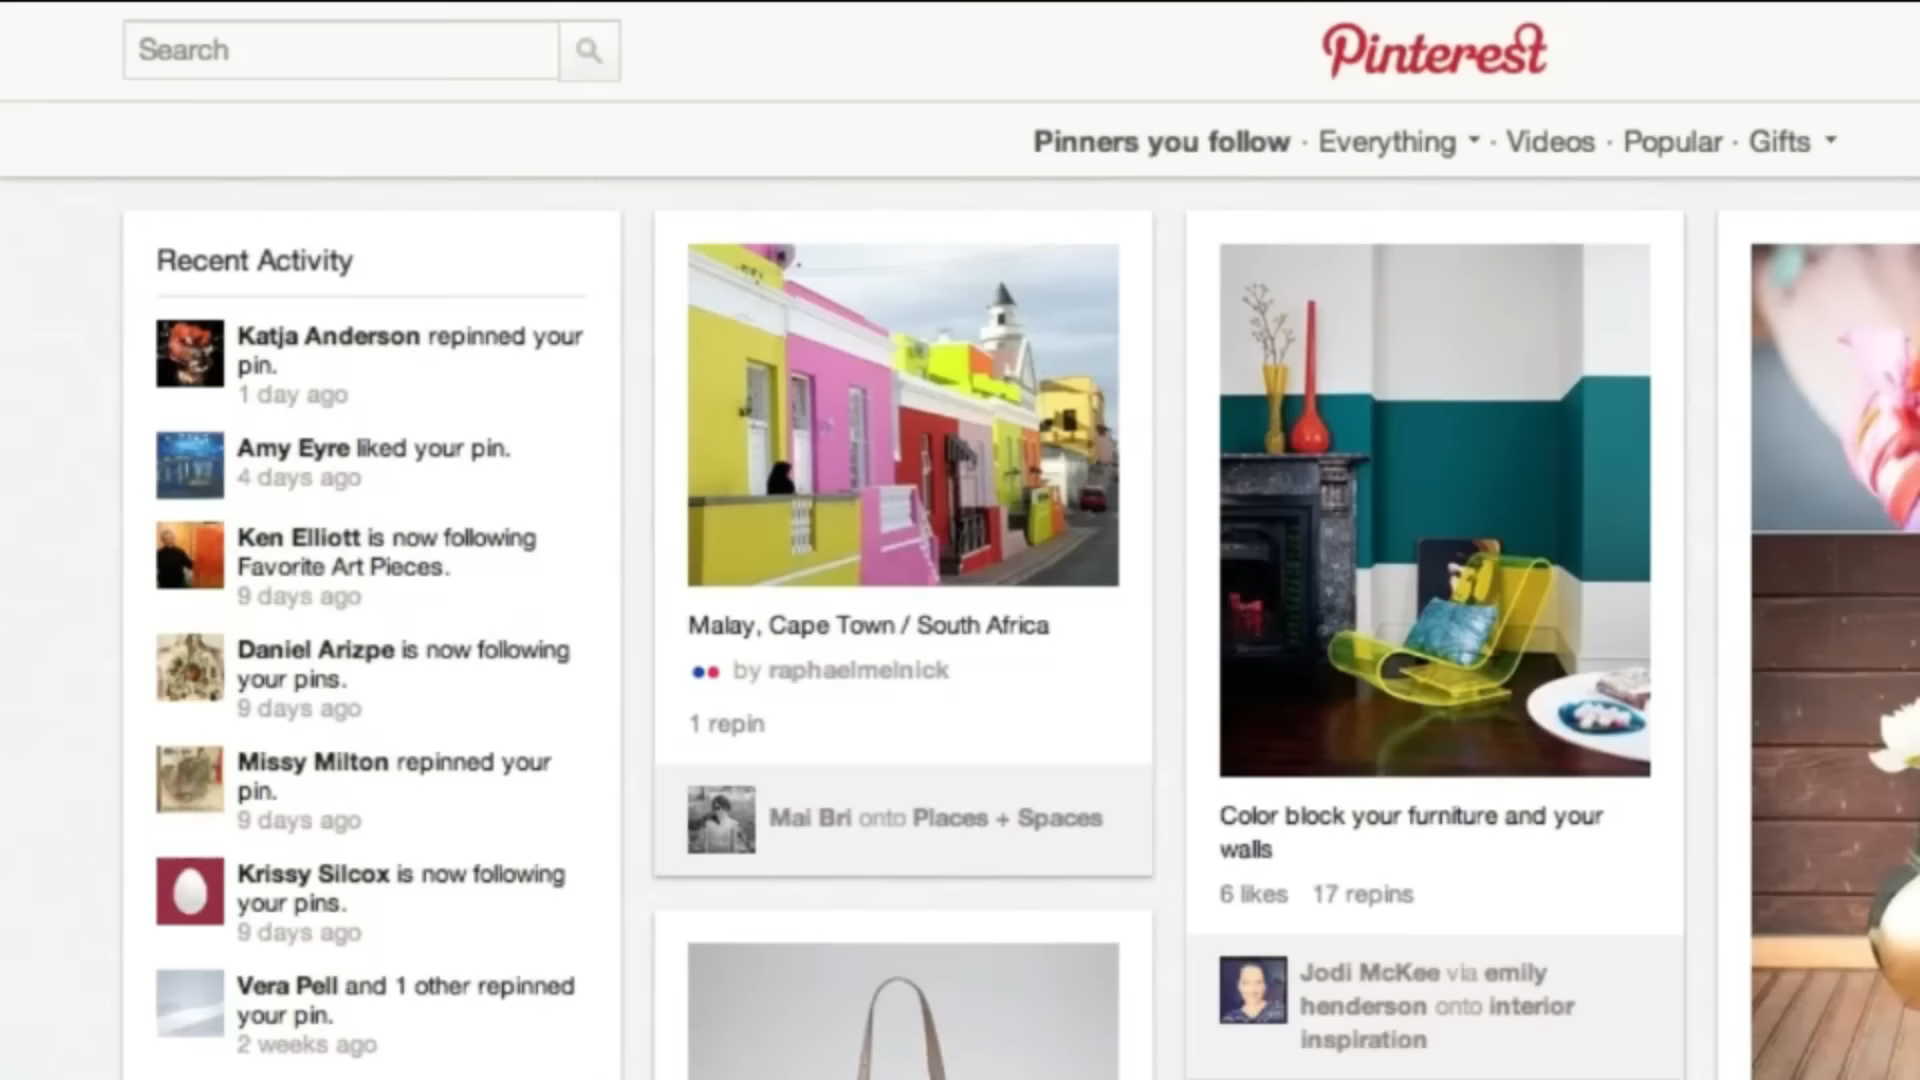 Search
Pinterest
Pinners you follow · Everything · Videos · Popular · Gifts
Recent Activity
Katja Anderson repinned your
pin.
1 day ago
Amy Eyre liked your pin.
4 days ago
Ken Elliott is now following
Favorite Art Pieces.
9 days ago
Daniel Arizpe is now following
your pins.
9 days ago
Missy Milton repinned your
pin.
9 days ago
Krissy Silcox is now following
your pins.
9 days ago
Vera Pell and 1 other repinned
your pin.
2 weeks ago
Malay, Cape Town / South Africa
by raphaelmelnick
1 repin
Mai Bri onto Places + Spaces
Color block your furniture and your
walls
6 likes 17 repins
Jodi McKee via emily
henderson onto interior
inspiration